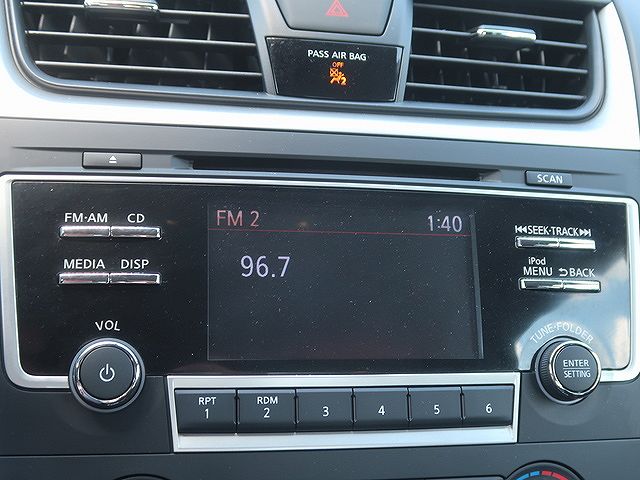 PASS AIR BAG
OFF
2
SCAN
FM·AM CD
MEDIA DISP
VOL
FM 2 1:40
96.7
SEEK·TRACK
iPod
MENU BACK
TUNE·FOLDER
ENTER
SETTING
RPT RDM
1 2 3 4 5 6